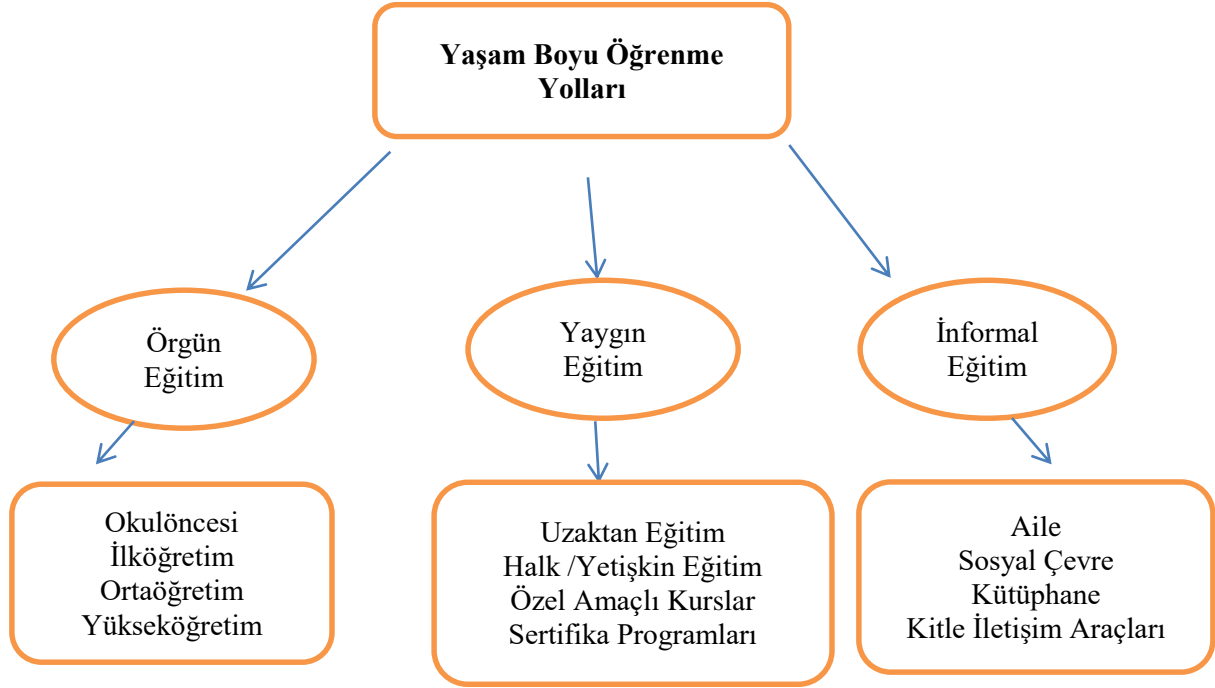 Yaşam Boyu Öğrenme
Yolları
Örgün
Eğitim
Yaygın
Eğitim
İnformal
Eğitim
Okulöncesi
İlköğretim
Ortaöğretim
Yükseköğretim
Uzaktan Eğitim
Halk /Yetişkin Eğitim
Özel Amaçlı Kurslar
Sertifika Programları
Aile
Sosyal Çevre
Kütüphane
Kitle İletişim Araçları